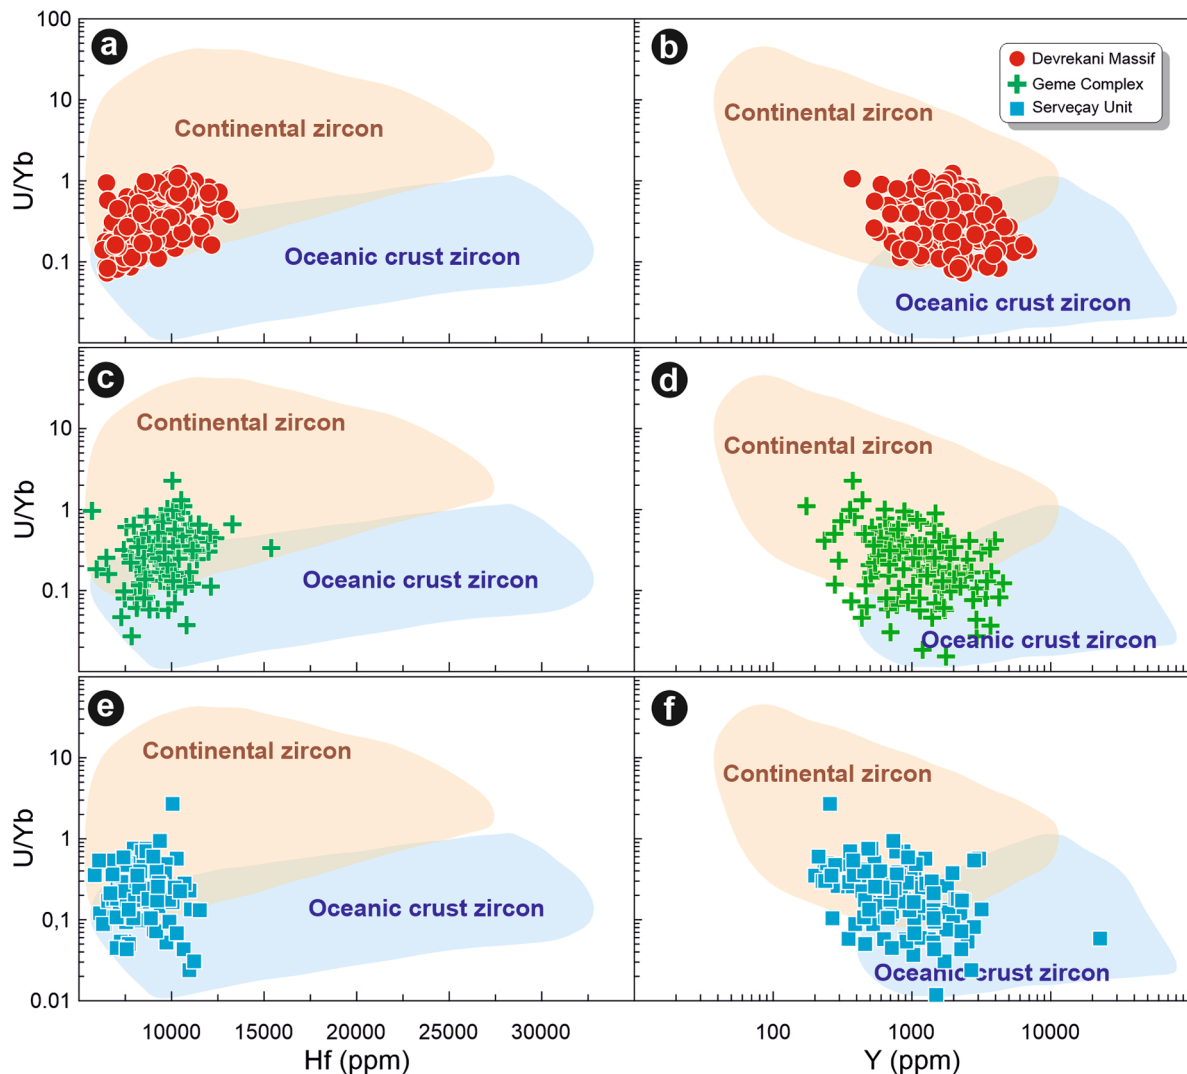 100
a
b
Devrekani Massif
Geme Complex
Serveçay Unit
10
Continental zircon
Continental zircon
U/Yb
1
0.1
Oceanic crust zircon
Oceanic crust zircon
c
d
10
Continental zircon
Continental zircon
U/Yb
1
0.1
Oceanic crust zircon
Oceanic crust zircon
e
f
10
Continental zircon
Continental zircon
U/Yb
1
0.1
Oceanic crust zircon
Oceanic crust zircon
0.01
10000 15000 20000 25000 30000
100 1000 10000
Hf (ppm)
Y (ppm)